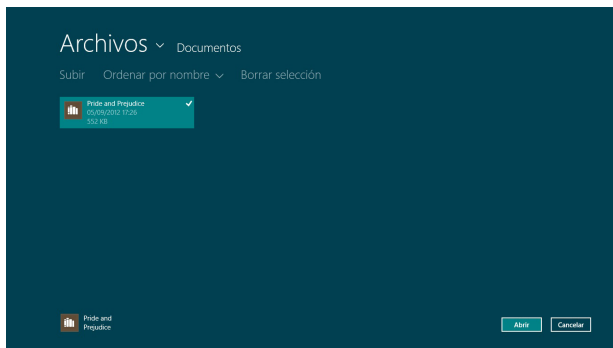 Archivos Documentos
Subir Ordenar por nombre Borrar selección
Pride and Prejudice
05/09/2012 17:26
552 KB
Pride and
Prejudice
Abrir Cancelar